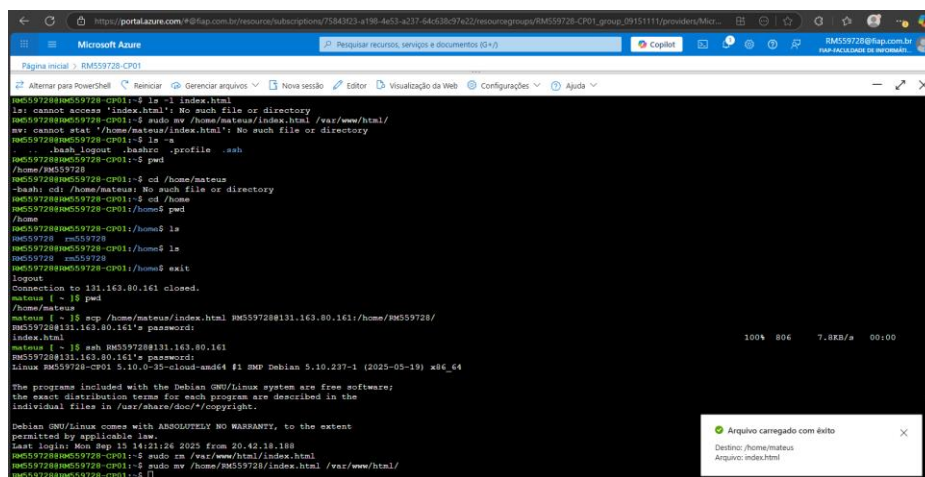 https://portal.azure.com/#@fiap.com.br/resource/subscriptions/75843f23-a198-4e53-a237-64c638c97e22/resourcegroups/RM559728-CP01_group_09151111/providers/Micr...
Microsoft Azure
Pesquisar recursos, serviços e documentos (G+/)
Copilot
RM559728@fiap.com.br
FIAP-FACULDADE DE INFORMÁTI...
Página inicial > RM559728-CP01
Alternar para PowerShell Reiniciar Gerenciar arquivos Nova sessão Editor Visualização da Web Configurações Ajuda
RM559728@RM559728-CP01:~$ ls -l index.html
ls: cannot access 'index.html': No such file or directory
RM559728@RM559728-CP01:~$ sudo mv /home/mateus/index.html /var/www/html/
mv: cannot stat '/home/mateus/index.html': No such file or directory
RM559728@RM559728-CP01:~$ ls -a
. .. .bash_logout .bashrc .profile .ssh
RM559728@RM559728-CP01:~$ pwd
/home/RM559728
RM559728@RM559728-CP01:~$ cd /home/mateus
-bash: cd: /home/mateus: No such file or directory
RM559728@RM559728-CP01:~$ cd /home
RM559728@RM559728-CP01:/home$ pwd
/home
RM559728@RM559728-CP01:/home$ ls
RM559728 rm559728
RM559728@RM559728-CP01:/home$ ls
RM559728 rm559728
RM559728@RM559728-CP01:/home$ exit
logout
Connection to 131.163.80.161 closed.
mateus [ ~ ]$ pwd
/home/mateus
mateus [ ~ ]$ scp /home/mateus/index.html RM559728@131.163.80.161:/home/RM559728/
RM559728@131.163.80.161's password:
index.html 100% 806 7.8KB/s 00:00
mateus [ ~ ]$ ssh RM559728@131.163.80.161
RM559728@131.163.80.161's password:
Linux RM559728-CP01 5.10.0-35-cloud-amd64 #1 SMP Debian 5.10.237-1 (2025-05-19) x86_64
The programs included with the Debian GNU/Linux system are free software;
the exact distribution terms for each program are described in the
individual files in /usr/share/doc/*/copyright.
Debian GNU/Linux comes with ABSOLUTELY NO WARRANTY, to the extent
permitted by applicable law.
Last login: Mon Sep 15 14:21:26 2025 from 20.42.18.188
RM559728@RM559728-CP01:~$ sudo rm /var/www/html/index.html
RM559728@RM559728-CP01:~$ sudo mv /home/RM559728/index.html /var/www/html/
RM559728@RM559728-CP01:~$
Arquivo carregado com êxito
Destino: /home/mateus
Arquivo: index.html